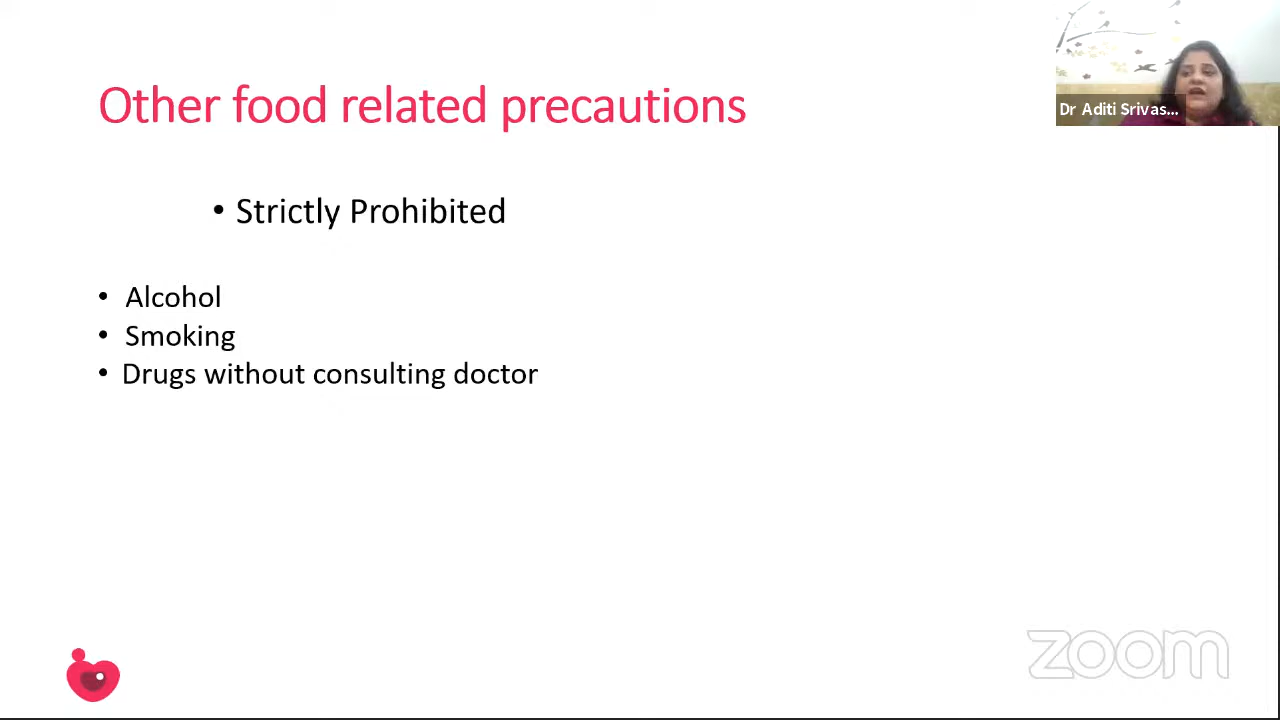 Other food related precautions
Dr Aditi Srivas...
• Strictly Prohibited
• Alcohol
• Smoking
• Drugs without consulting doctor
zoom